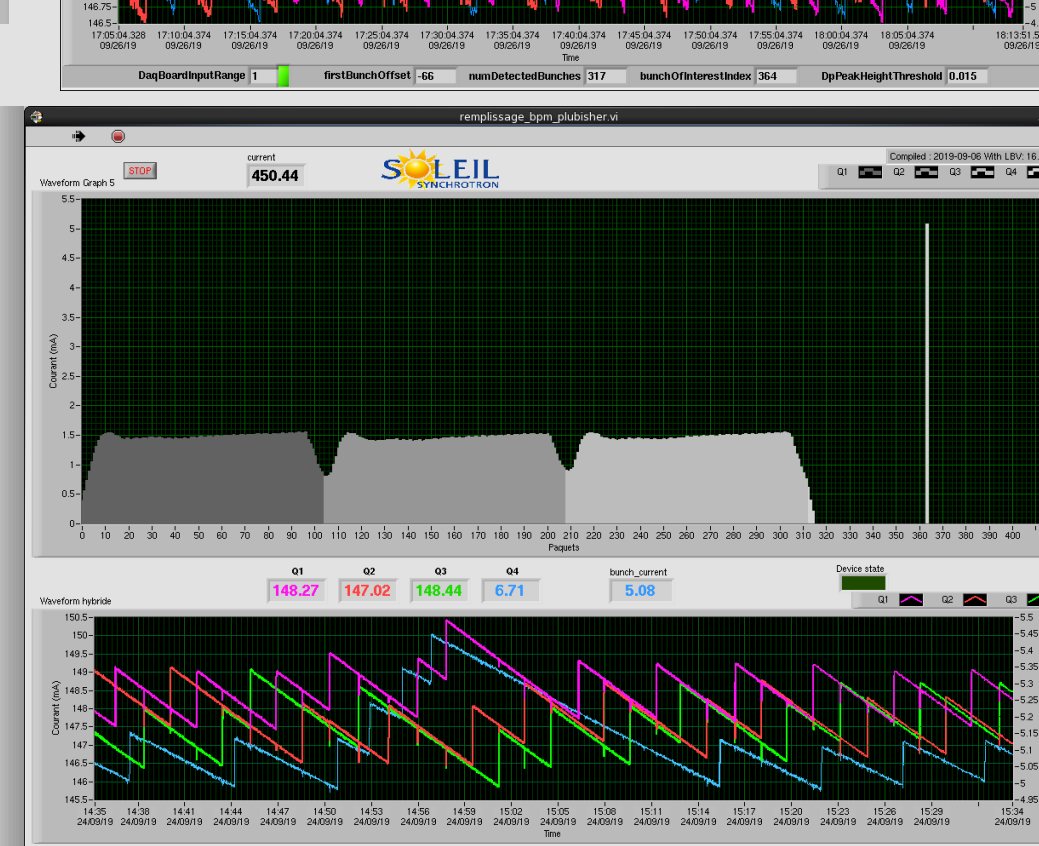 146.75
146.5
-5
-4.
17:05:04.328 17:10:04.374 17:15:04.374 17:20:04.374 17:25:04.374 17:30:04.374 17:35:04.374 17:40:04.374 17:45:04.374 17:50:04.374 17:55:04.374 18:00:04.374 18:05:04.374 18:13:51.5
09/26/19 09/26/19 09/26/19 09/26/19 09/26/19 09/26/19 09/26/19 09/26/19 09/26/19 09/26/19 09/26/19 09/26/19 09/26/19 09/26/19
Time
DaqBoardInputRange 1 firstBunchOffset -66 numDetectedBunches 317 bunchOfInterestIndex 364 DpPeakHeightThreshold 0.015
remplissage_bpm_plubisher.vi
STOP
current
450.44
SOLEIL
SYNCHROTRON
Compiled : 2019-09-06 With LBV: 16.
Q1 Q2 Q3 Q4
Waveform Graph 5
5.5
5
4.5
4
3.5
3
2.5
2
1.5
1
0.5
0
Courant (mA)
0 10 20 30 40 50 60 70 80 90 100 110 120 130 140 150 160 170 180 190 200 210 220 230 240 250 260 270 280 290 300 310 320 330 340 350 360 370 380 390 400
Paquets
Q1 Q2 Q3 Q4 bunch_current
148.27 147.02 148.44 6.71 5.08
Device state
Q1 Q2 Q3
Waveform hybride
150.5
150
149.5
149
148.5
148
147.5
147
146.5
146
145.5
Courant (mA)
5.5
5.45
5.4
5.35
5.3
5.25
5.2
5.15
5.1
5.05
5
4.95
14:35 14:38 14:41 14:44 14:47 14:50 14:53 14:56 14:59 15:02 15:05 15:08 15:11 15:14 15:17 15:20 15:23 15:26 15:29 15:34
24/09/19 24/09/19 24/09/19 24/09/19 24/09/19 24/09/19 24/09/19 24/09/19 24/09/19 24/09/19 24/09/19 24/09/19 24/09/19 24/09/19 24/09/19 24/09/19 24/09/19 24/09/19 24/09/19 24/09/19
Time